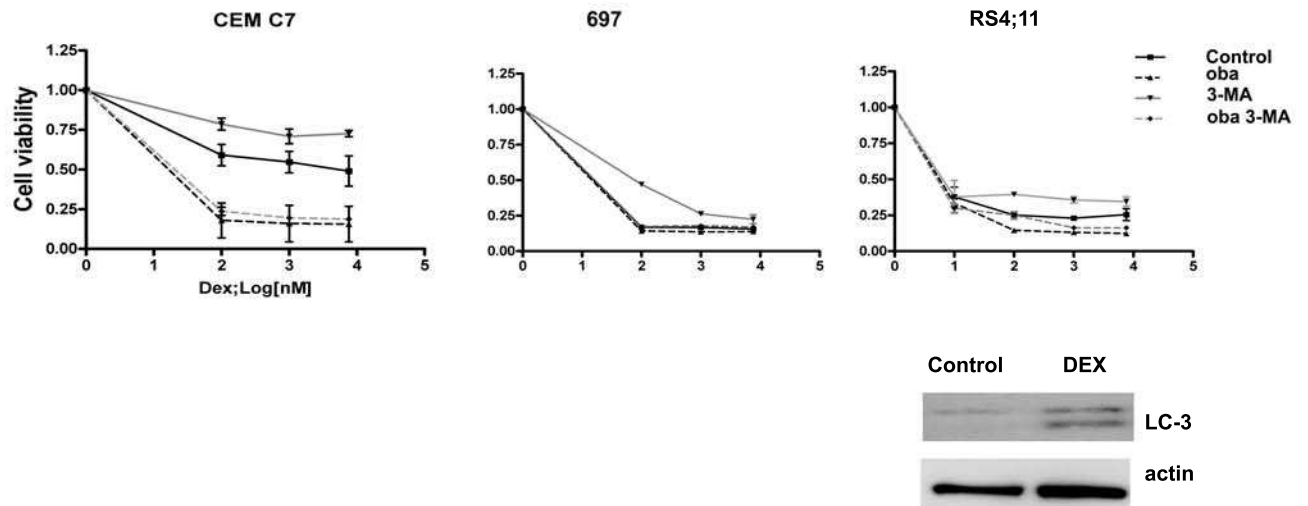 CEM C7
697
RS4;11
Cell viability
1.25
1.00
0.75
0.50
0.25
0.00
0 1 2 3 4 5
Dex;Log[nM]
1.25
1.00
0.75
0.50
0.25
0.00
0 1 2 3 4 5
1.25
1.00
0.75
0.50
0.25
0.00
0 1 2 3 4 5
Control
oba
3-MA
oba 3-MA
Control DEX
LC-3
actin